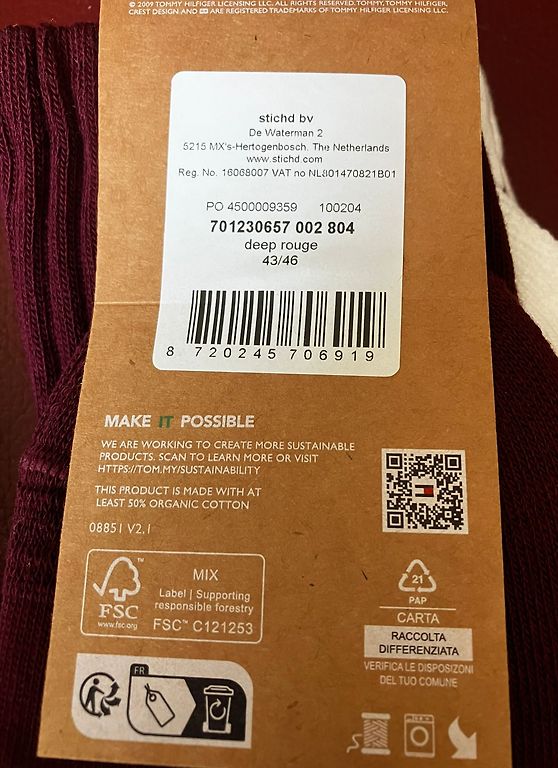 © 2009 TOMMY HILFIGER LICENSING LLC. ALL RIGHTS RESERVED. TOMMY, TOMMY HILFIGER,
CREST DESIGN AND ARE REGISTERED TRADEMARKS OF TOMMY HILFIGER LICENSING LLC.
stichd bv
De Waterman 2
5215 MX's-Hertogenbosch, The Netherlands
www.stichd.com
Reg. No. 16068007 VAT no NL801470821B01
PO 4500009359 100204
701230657 002 804
deep rouge
43/46
8 720245 706919
MAKE IT POSSIBLE
WE ARE WORKING TO CREATE MORE SUSTAINABLE
PRODUCTS. SCAN TO LEARN MORE OR VISIT
HTTPS://TOM.MY/SUSTAINABILITY
THIS PRODUCT IS MADE WITH AT
LEAST 50% ORGANIC COTTON
08851 V2.1
FSC
www.fsc.org
MIX
Label | Supporting
responsible forestry
FSC™ C121253
21
PAP
CARTA
RACCOLTA
DIFFERENZIATA
VERIFICA LE DISPOSIZONI
DEL TUO COMUNE
FR